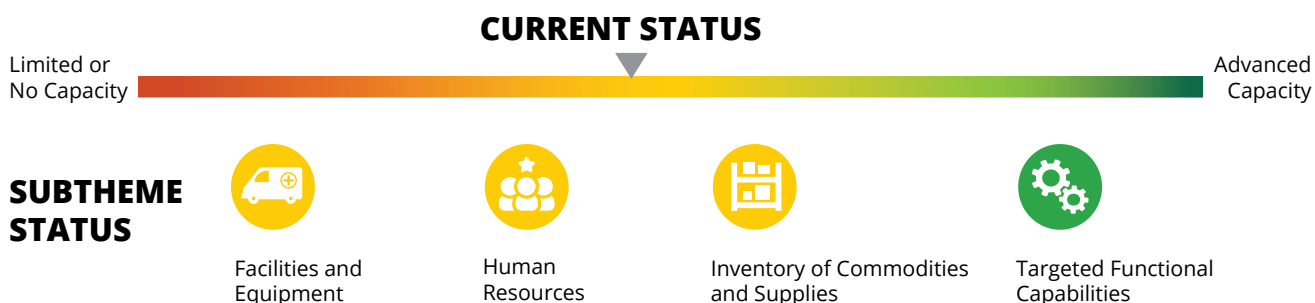 CURRENT STATUS
Limited or
No Capacity
Advanced
Capacity
SUBTHEME
STATUS
Facilities and
Equipment
Human
Resources
Inventory of Commodities
and Supplies
Targeted Functional
Capabilities